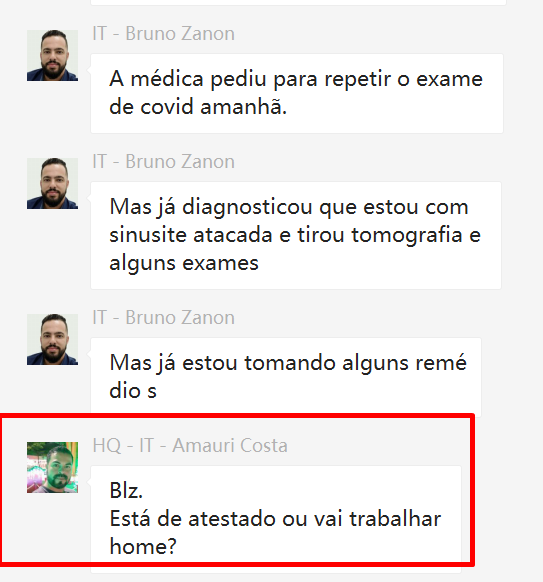 IT - Bruno Zanon
A médica pediu para repetir o exame
de covid amanhã.
IT - Bruno Zanon
Mas já diagnosticou que estou com
sinusite atacada e tirou tomografia e
alguns exames
IT - Bruno Zanon
Mas já estou tomando alguns remé
dio s
HQ - IT - Amauri Costa
Blz.
Está de atestado ou vai trabalhar
home?